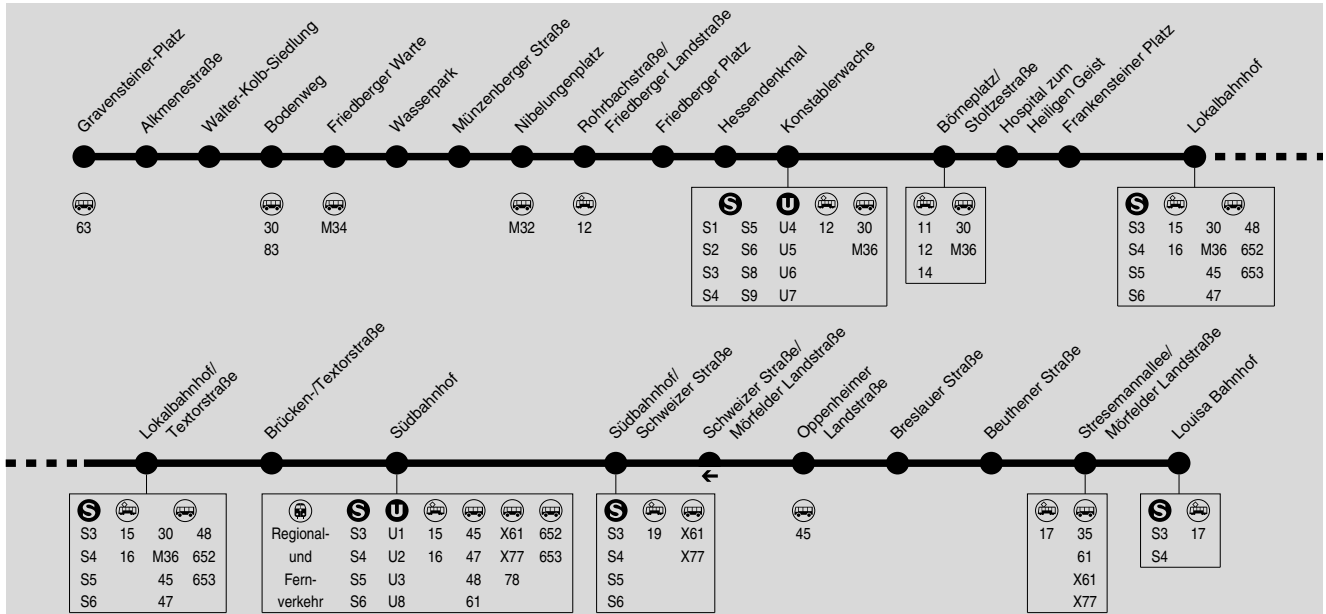 Gravensteiner-Platz
Alkmenestraße
Walter-Kolb-Siedlung
Bodenweg
Friedberger Warte
Wasserpark
Münzenberger Straße
Nibelungenplatz
Rohrbachstraße/
Friedberger Landstraße
Friedberger Platz
Hessendenkmal
Konstablerwache
Börneplatz/
Stoltzestraße
Hospital zum
Heiligen Geist
Frankensteiner Platz
Lokalbahnhof
63
30
83
M34
M32
12
S U
S1 S5 U4 12 30
S2 S6 U5 M36
S3 S8 U6
S4 S9 U7
11 30
12 M36
14
S
S3 15 30 48
S4 16 M36 652
S5 45 653
S6 47
Lokalbahnhof/
Textorstraße
Brücken-/Textorstraße
Südbahnhof
Südbahnhof/
Schweizer Straße
Schweizer Straße/
Mörfelder Landstraße
Oppenheimer
Landstraße
Breslauer Straße
Beuthener Straße
Stresemannallee/
Mörfelder Landstraße
Louisa Bahnhof
S
S3 15 30 48
S4 16 M36 652
S5 45 653
S6 47
S U
Regional- S3 U1 15 45 X61 652
und S4 U2 16 47 X77 653
Fern- S5 U3 48 78
verkehr S6 U8 61
S
S3 19 X61
S4 X77
S5
S6
45
17 35
61
X61
X77
S
S3 17
S4